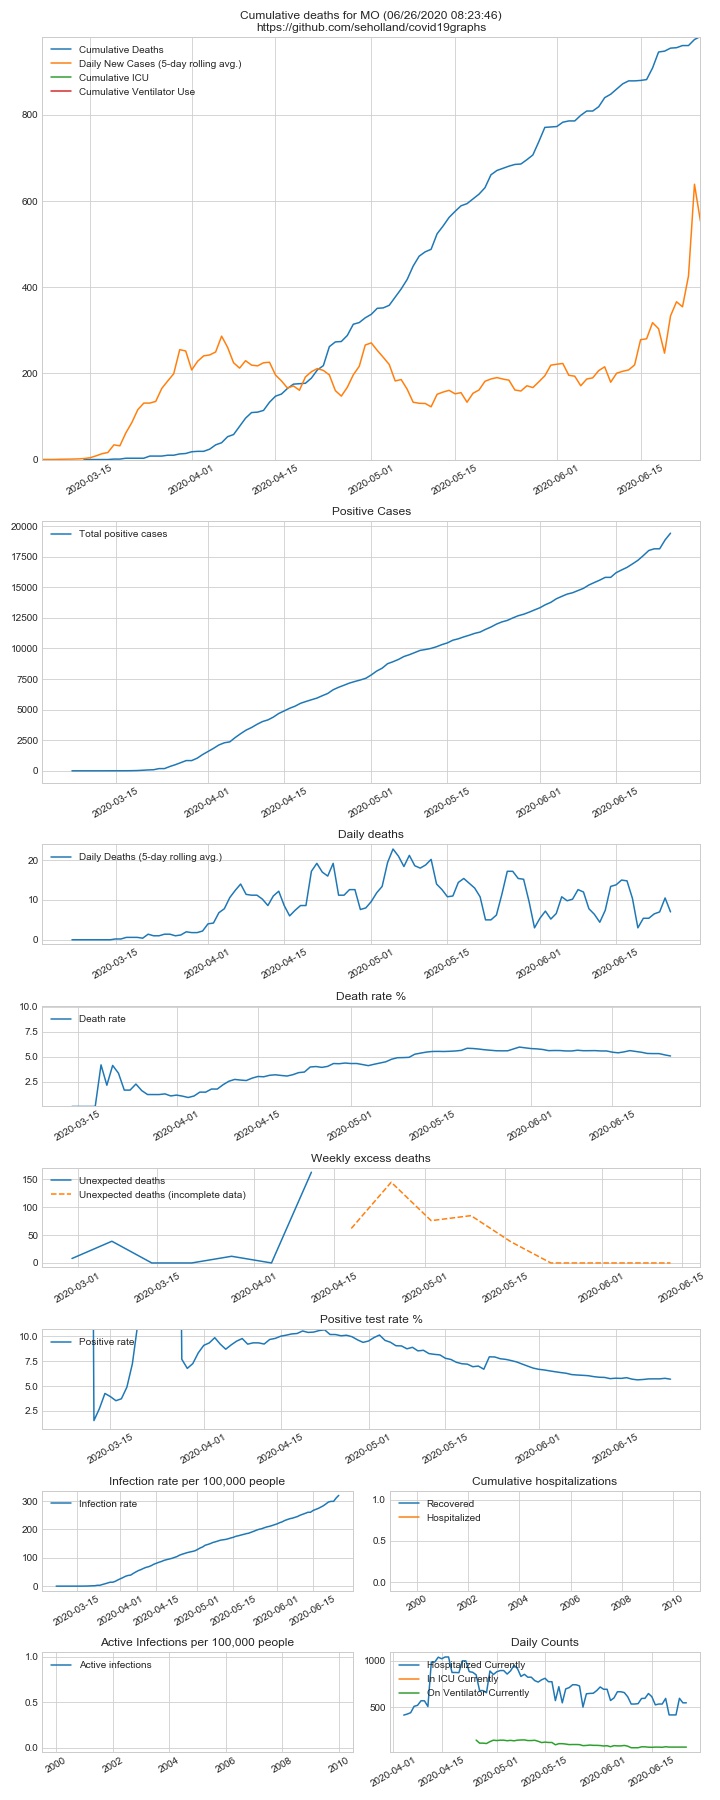 Cumulative deaths for MO (06/26/2020 08:23:46)
https://github.com/seholland/covid19graphs
Cumulative Deaths
Daily New Cases (5-day rolling avg.)
Cumulative ICU
Cumulative Ventilator Use
800
600
400
200
0
2020-03-15 2020-04-01 2020-04-15 2020-05-01 2020-05-15 2020-06-01 2020-06-15
Positive Cases
Total positive cases
20000
17500
15000
12500
10000
7500
5000
2500
0
2020-03-15 2020-04-01 2020-04-15 2020-05-01 2020-05-15 2020-06-01 2020-06-15
Daily deaths
Daily Deaths (5-day rolling avg.)
20
10
0
2020-03-15 2020-04-01 2020-04-15 2020-05-01 2020-05-15 2020-06-01 2020-06-15
Death rate %
Death rate
10.0
7.5
5.0
2.5
2020-03-15 2020-04-01 2020-04-15 2020-05-01 2020-05-15 2020-06-01 2020-06-15
Weekly excess deaths
Unexpected deaths
Unexpected deaths (incomplete data)
150
100
50
0
2020-03-01 2020-03-15 2020-04-01 2020-04-15 2020-05-01 2020-05-15 2020-06-01 2020-06-15
Positive test rate %
Positive rate
10.0
7.5
5.0
2.5
2020-03-15 2020-04-01 2020-04-15 2020-05-01 2020-05-15 2020-06-01 2020-06-15
Infection rate per 100,000 people
Infection rate
300
200
100
0
2020-03-15 2020-04-01 2020-04-15 2020-05-01 2020-05-15 2020-06-01 2020-06-15
Cumulative hospitalizations
Recovered
Hospitalized
1.0
0.5
0.0
2000 2002 2004 2006 2008 2010
Active Infections per 100,000 people
Active infections
1.0
0.5
0.0
2000 2002 2004 2006 2008 2010
Daily Counts
Hospitalized Currently
In ICU Currently
On Ventilator Currently
1000
500
2020-04-01 2020-04-15 2020-05-01 2020-05-15 2020-06-01 2020-06-15